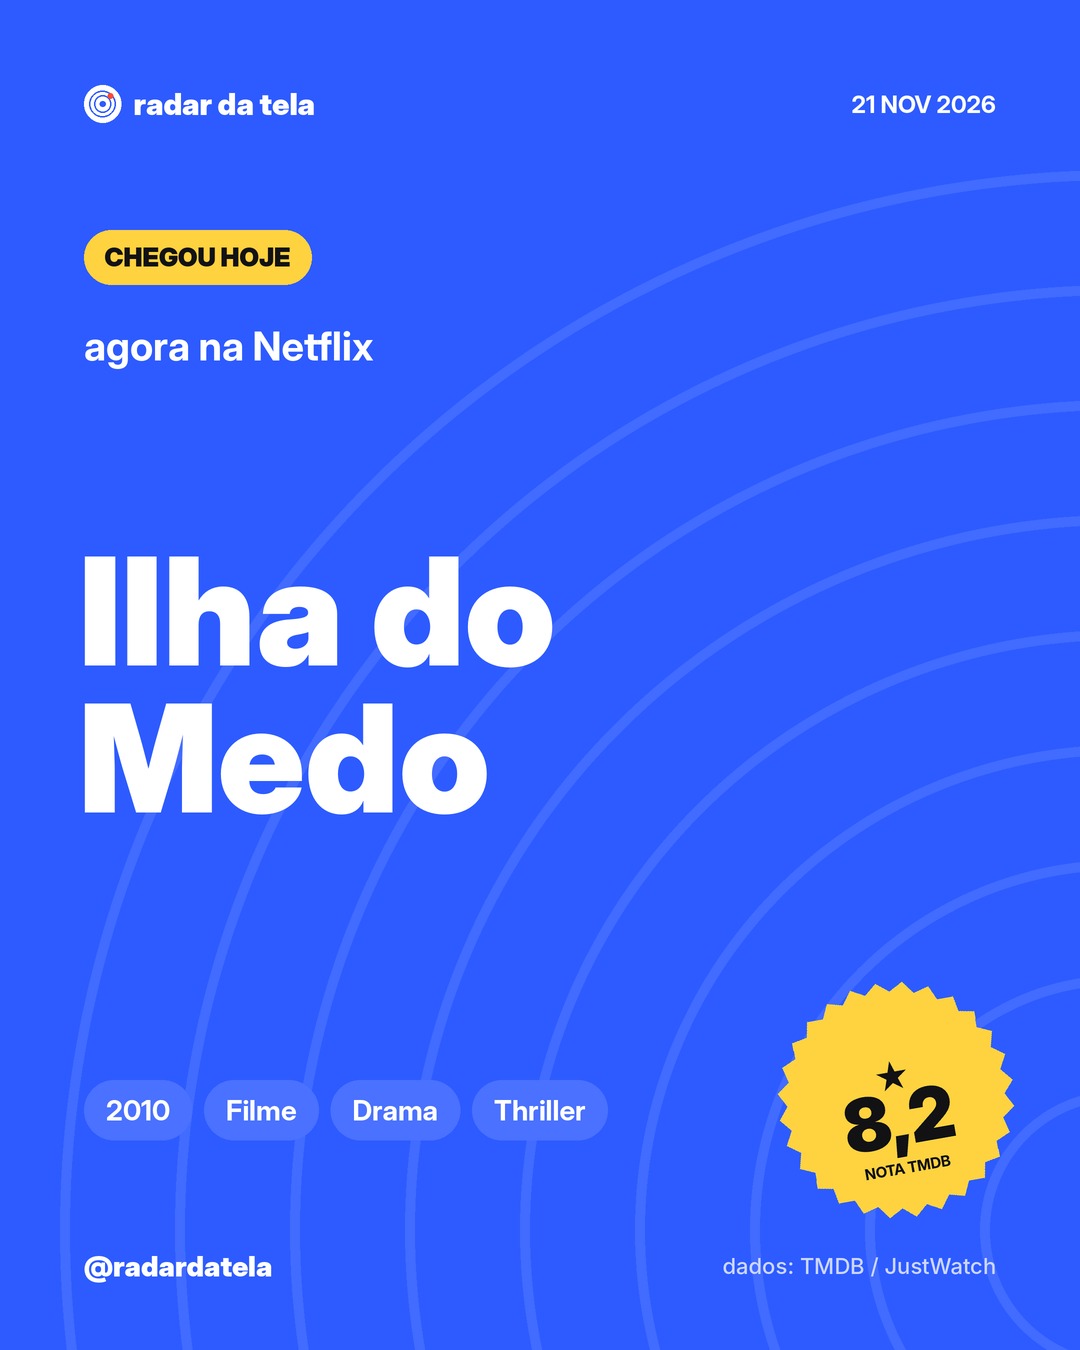 radar da tela
21 NOV 2026
CHEGOU HOJE
agora na Netflix
Ilha do
Medo
2010
Filme
Drama
Thriller
8,2
NOTA TMDB
@radardatela
dados: TMDB / JustWatch